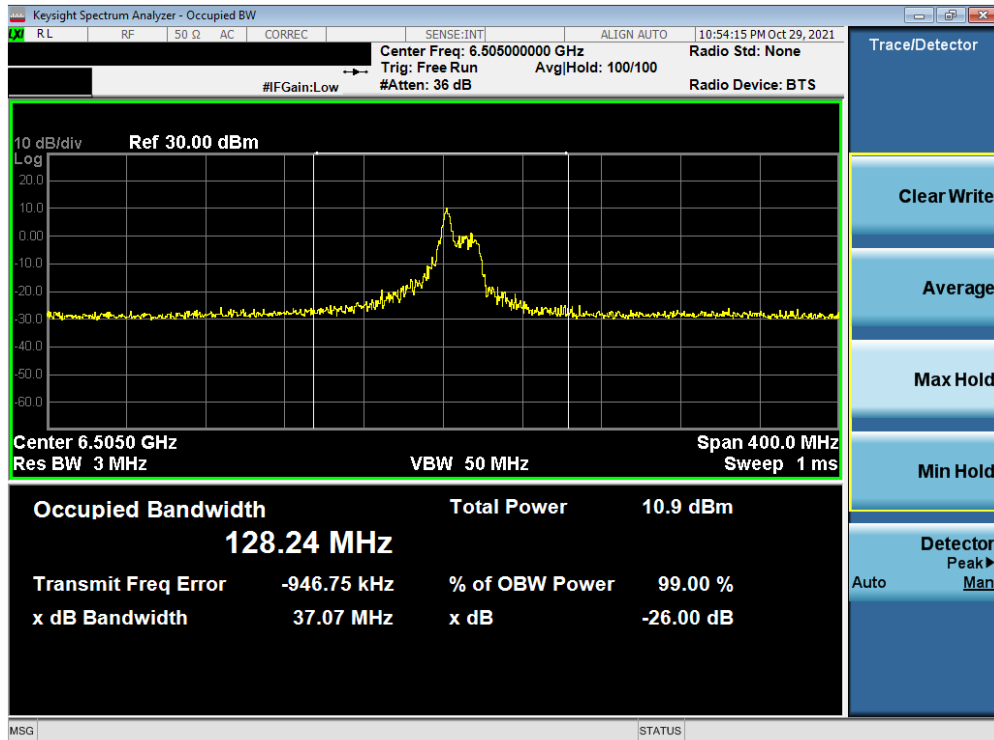 Keysight Spectrum Analyzer - Occupied BW
LXI RL RF 50 Ω AC CORREC SENSE:INT ALIGN AUTO 10:54:15 PM Oct 29, 2021
Center Freq: 6.505000000 GHz Radio Std: None
Trig: Free Run Avg|Hold: 100/100
#IFGain:Low #Atten: 36 dB Radio Device: BTS
Trace/Detector
10 dB/div Ref 30.00 dBm
Log
20.0
10.0
0.00
-10.0
-20.0
-30.0
-40.0
-50.0
-60.0
Center 6.5050 GHz Span 400.0 MHz
Res BW 3 MHz VBW 50 MHz Sweep 1 ms
Occupied Bandwidth Total Power 10.9 dBm
128.24 MHz
Transmit Freq Error -946.75 kHz % of OBW Power 99.00 %
x dB Bandwidth 37.07 MHz x dB -26.00 dB
Clear Write
Average
Max Hold
Min Hold
Detector
Peak▶
Auto Man
MSG STATUS